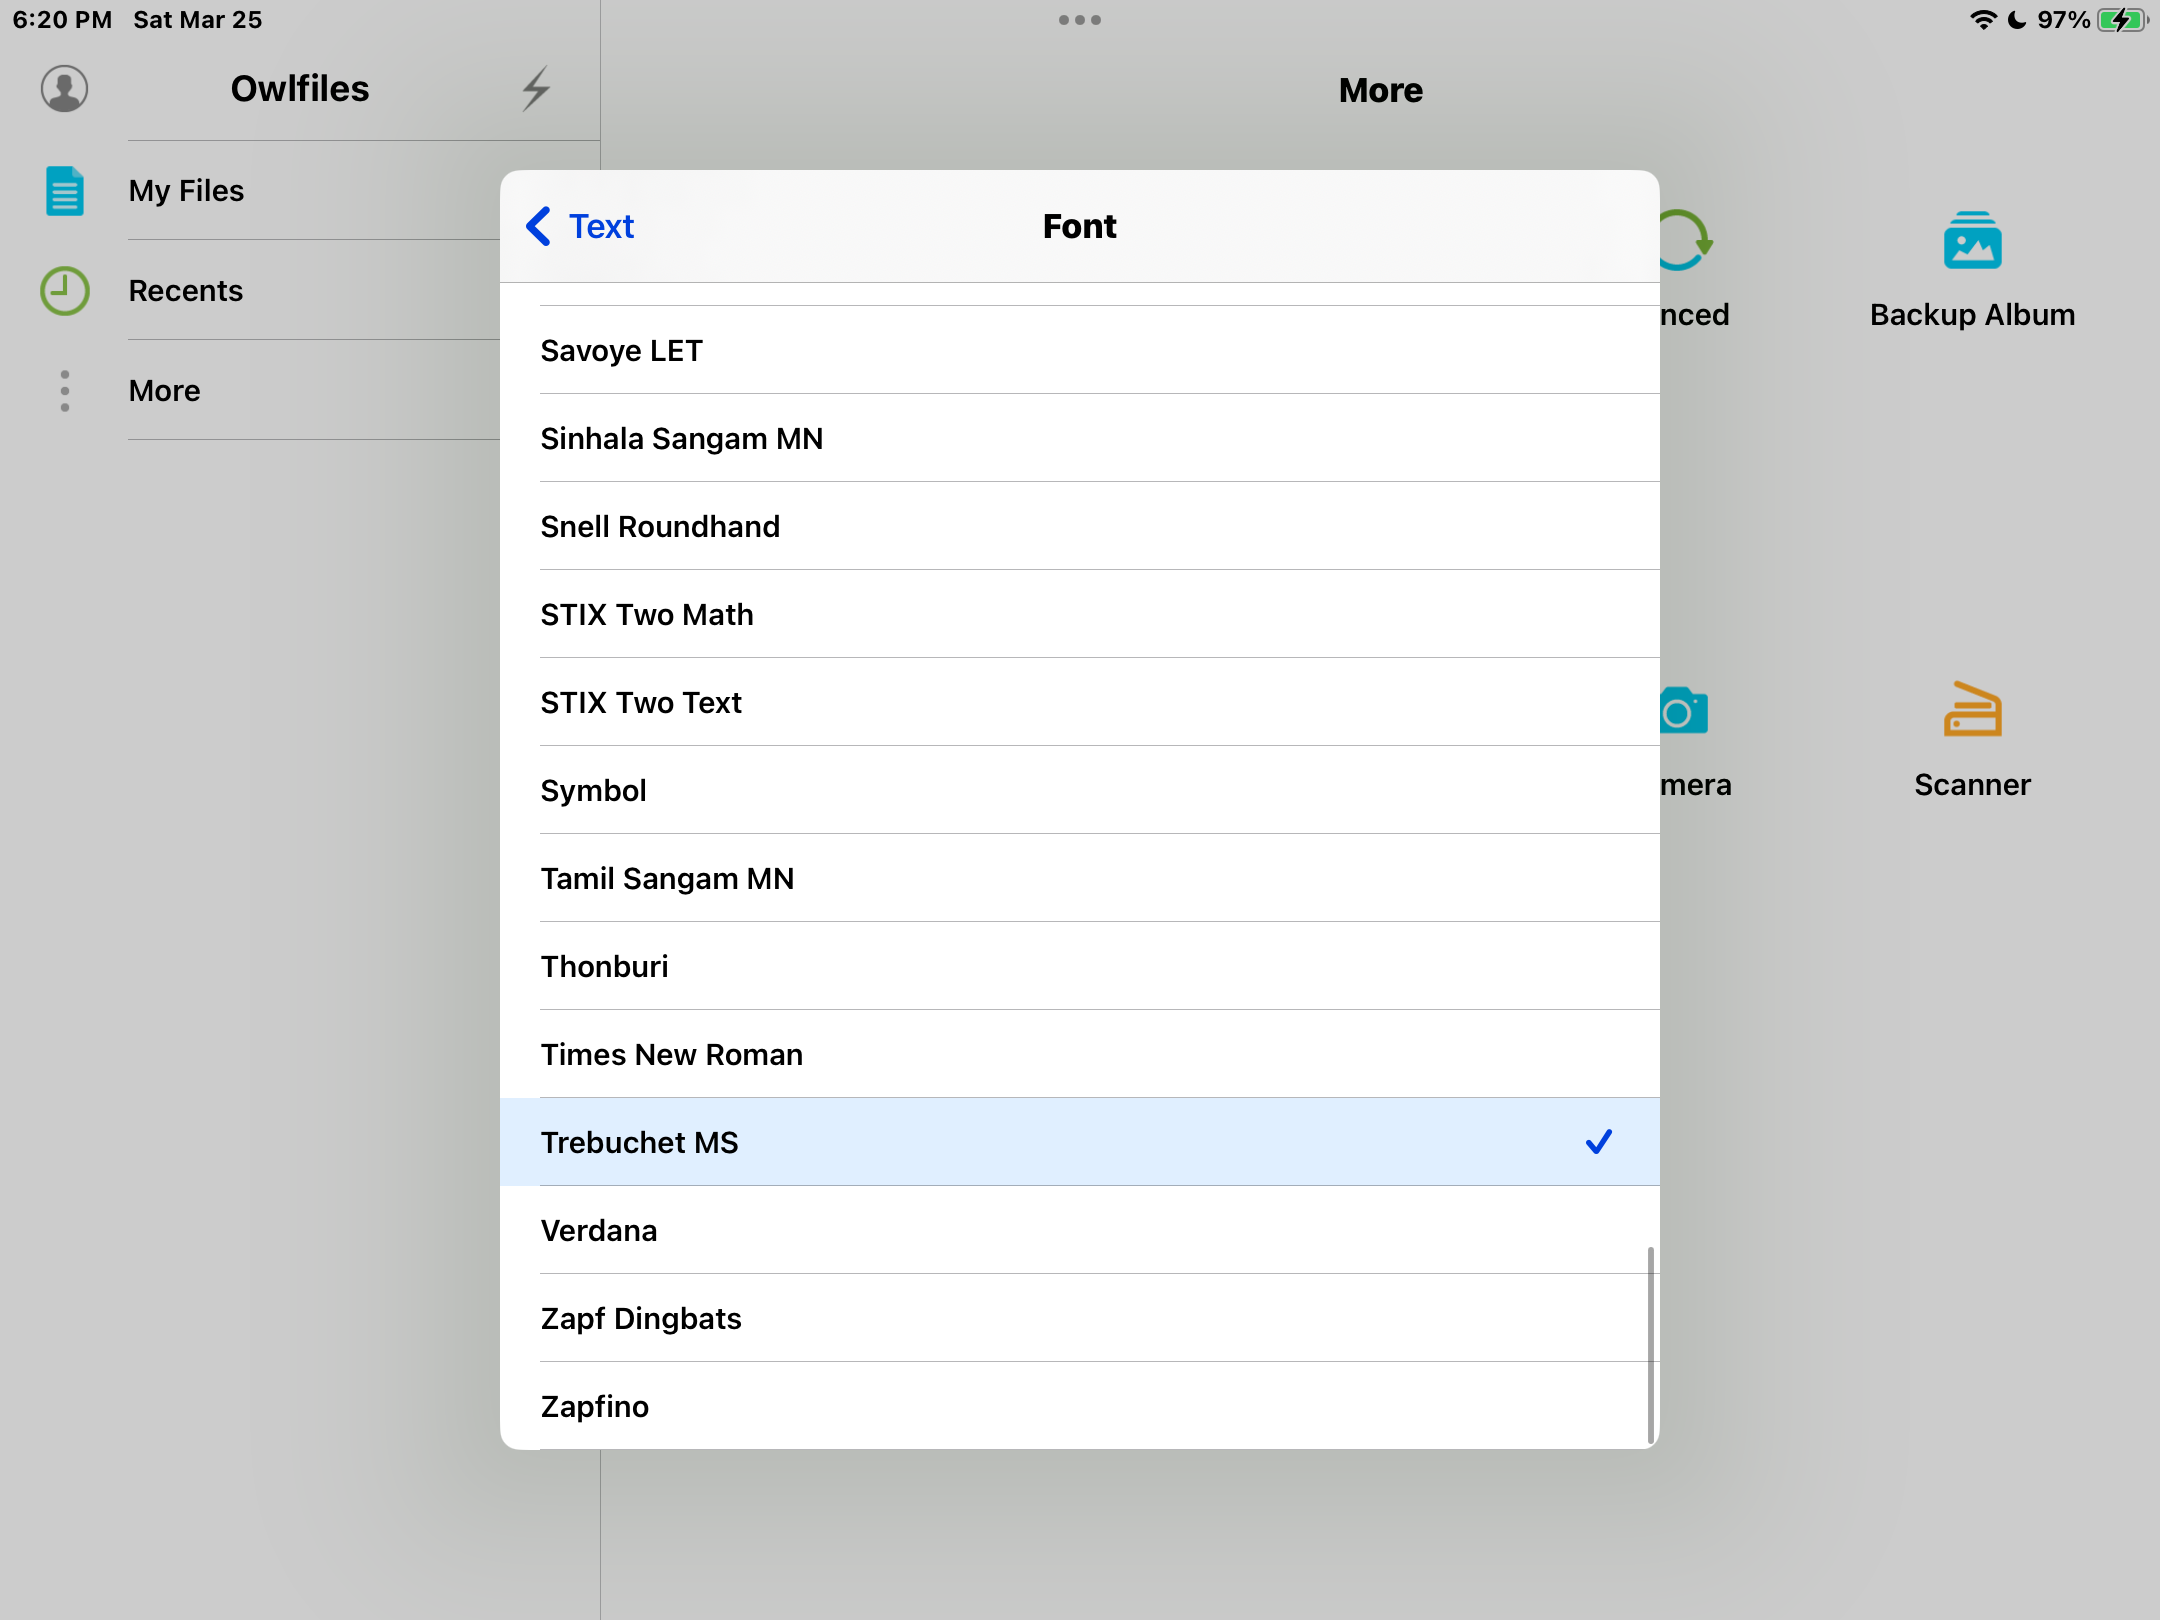 6:20 PM Sat Mar 25
97%
Owlfiles
My Files
Recents
More
More
Text
Font
Savoye LET
Sinhala Sangam MN
Snell Roundhand
STIX Two Math
STIX Two Text
Symbol
Tamil Sangam MN
Thonburi
Times New Roman
Trebuchet MS
Verdana
Zapf Dingbats
Zapfino
nced
Backup Album
mera
Scanner